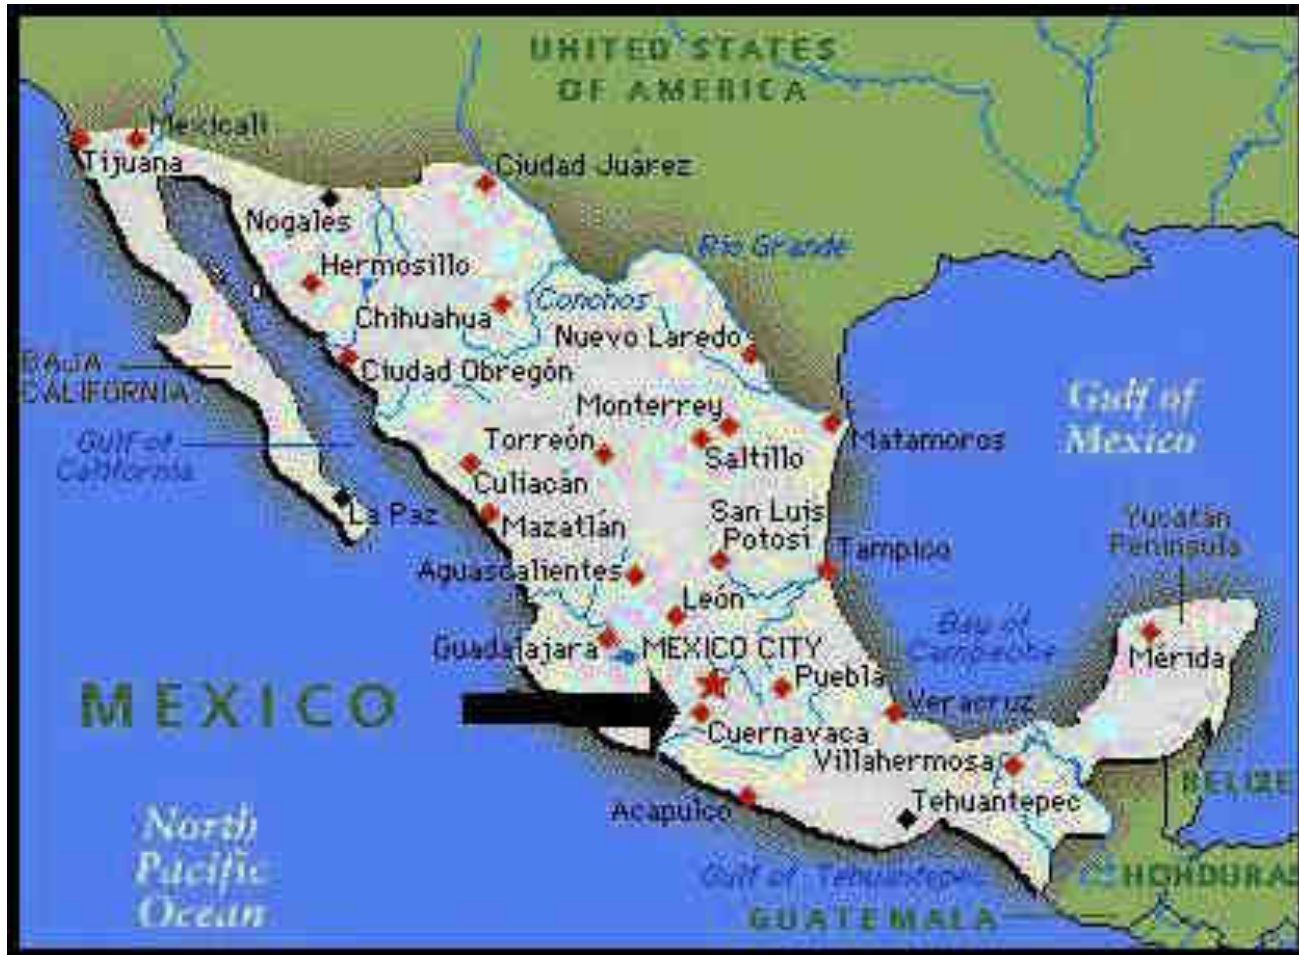 UNITED STATES
OF AMERICA
Mexicali
Tijuana
Ciudad Juárez
Nogales
Rio Grande
Hermosillo
Conchos
Chihuahua
Nuevo Laredo
BAJA
CALIFORNIA
Ciudad Obregón
Gulf of
Mexico
Monterrey
Gulf of
California
Torreón
Matamoros
Saltillo
Culiacán
La Paz
Mazatlán
San Luis
Potosí
Yucatán
Peninsula
Tampico
Aguascalientes
León
Bay of
Campeche
Guadalajara
MEXICO CITY
Mérida
Puebla
MEXICO
Veracruz
Cuernavaca
Villahermosa
BELIZE
Acapulco
Tehuantepec
North
Pacific
Ocean
Gulf of Tehuantepec
HONDURAS
GUATEMALA